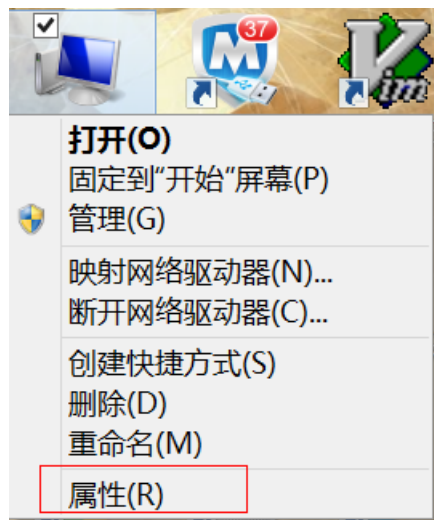 37
M
Vim
打开(O)
固定到"开始"屏幕(P)
管理(G)
映射网络驱动器(N)...
断开网络驱动器(C)...
创建快捷方式(S)
删除(D)
重命名(M)
属性(R)